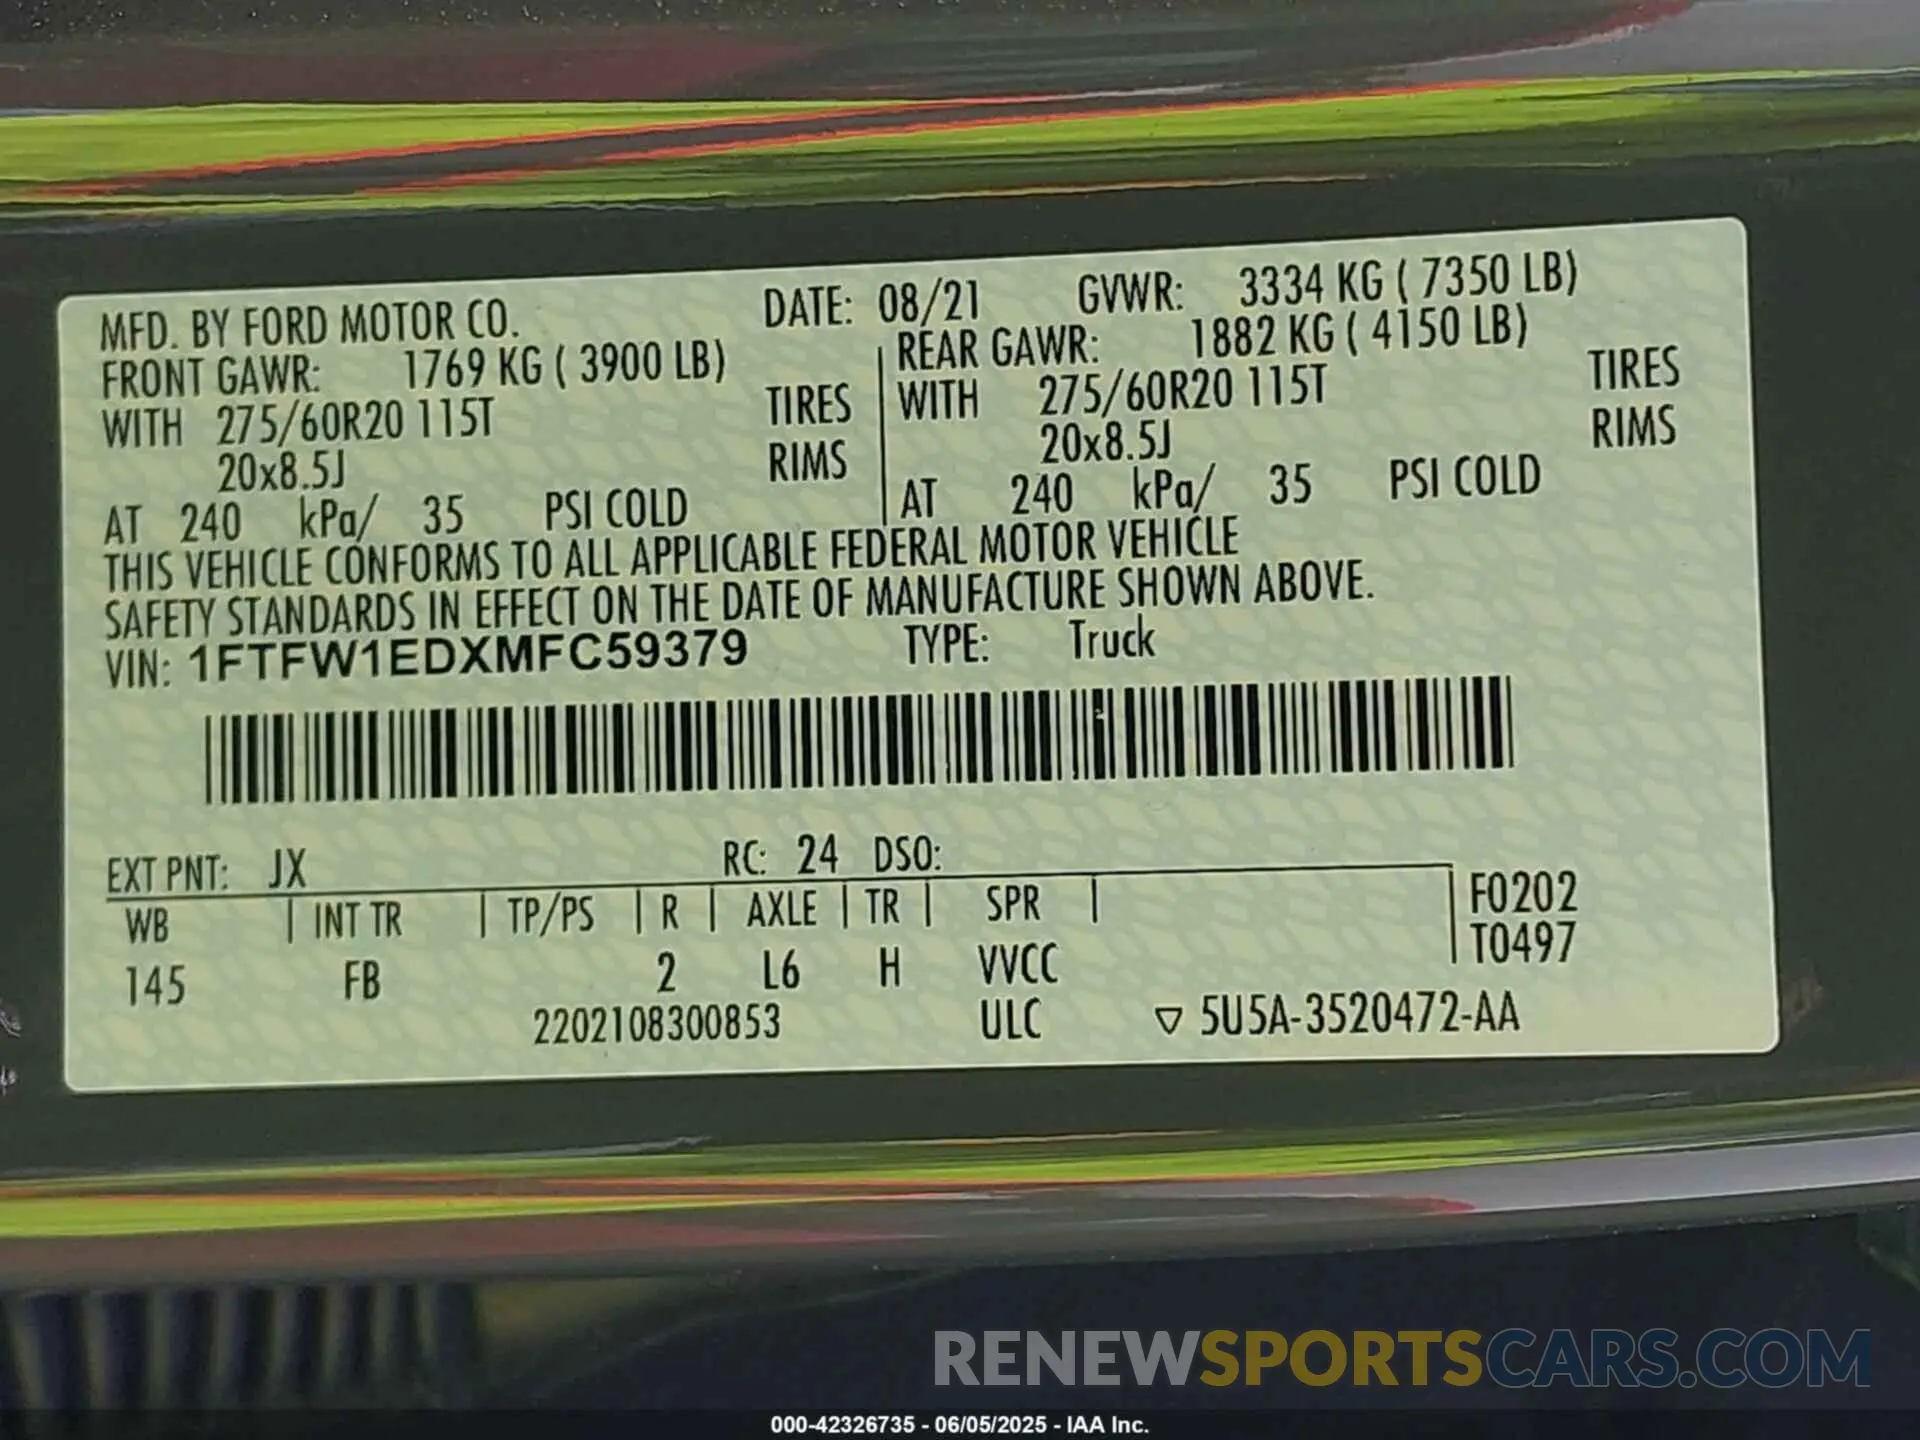 MFD. BY FORD MOTOR CO. DATE: 08/21 GVWR: 3334 KG ( 7350 LB)
FRONT GAWR: 1769 KG ( 3900 LB) REAR GAWR: 1882 KG ( 4150 LB)
WITH 275/60R20 115T TIRES WITH 275/60R20 115T TIRES
20x8.5J RIMS 20x8.5J RIMS
AT 240 kPa/ 35 PSI COLD AT 240 kPa/ 35 PSI COLD
THIS VEHICLE CONFORMS TO ALL APPLICABLE FEDERAL MOTOR VEHICLE
SAFETY STANDARDS IN EFFECT ON THE DATE OF MANUFACTURE SHOWN ABOVE.
VIN: 1FTFW1EDXMFC59379 TYPE: Truck
EXT PNT: JX RC: 24 DSO:
WB | INT TR | TP/PS | R | AXLE | TR | SPR | F0202
T0497
145 FB 2 L6 H VVCC
2202108300853 ULC ▽ 5U5A-3520472-AA
RENEWSPORTSCARS.COM
000-42326735 - 06/05/2025 - IAA Inc.